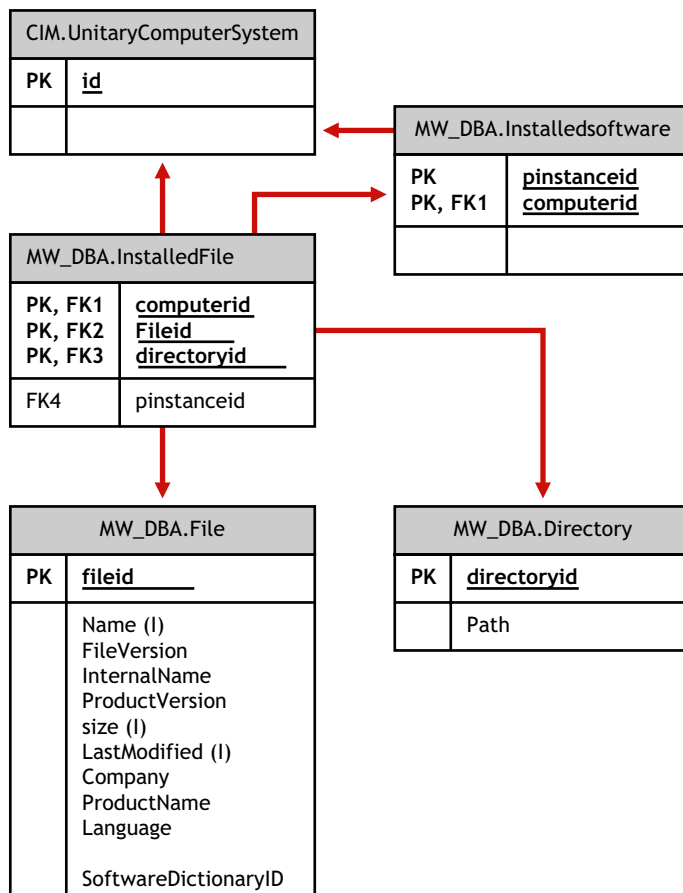 CIM.UnitaryComputerSystem
PK id
MW_DBA.Installedsoftware
PK pinstanceid
PK, FK1 computerid
MW_DBA.InstalledFile
PK, FK1 computerid
PK, FK2 Fileid
PK, FK3 directoryid
FK4 pinstanceid
MW_DBA.File
PK fileid
Name (I)
FileVersion
InternalName
ProductVersion
size (I)
LastModified (I)
Company
ProductName
Language
SoftwareDictionaryID
MW_DBA.Directory
PK directoryid
Path